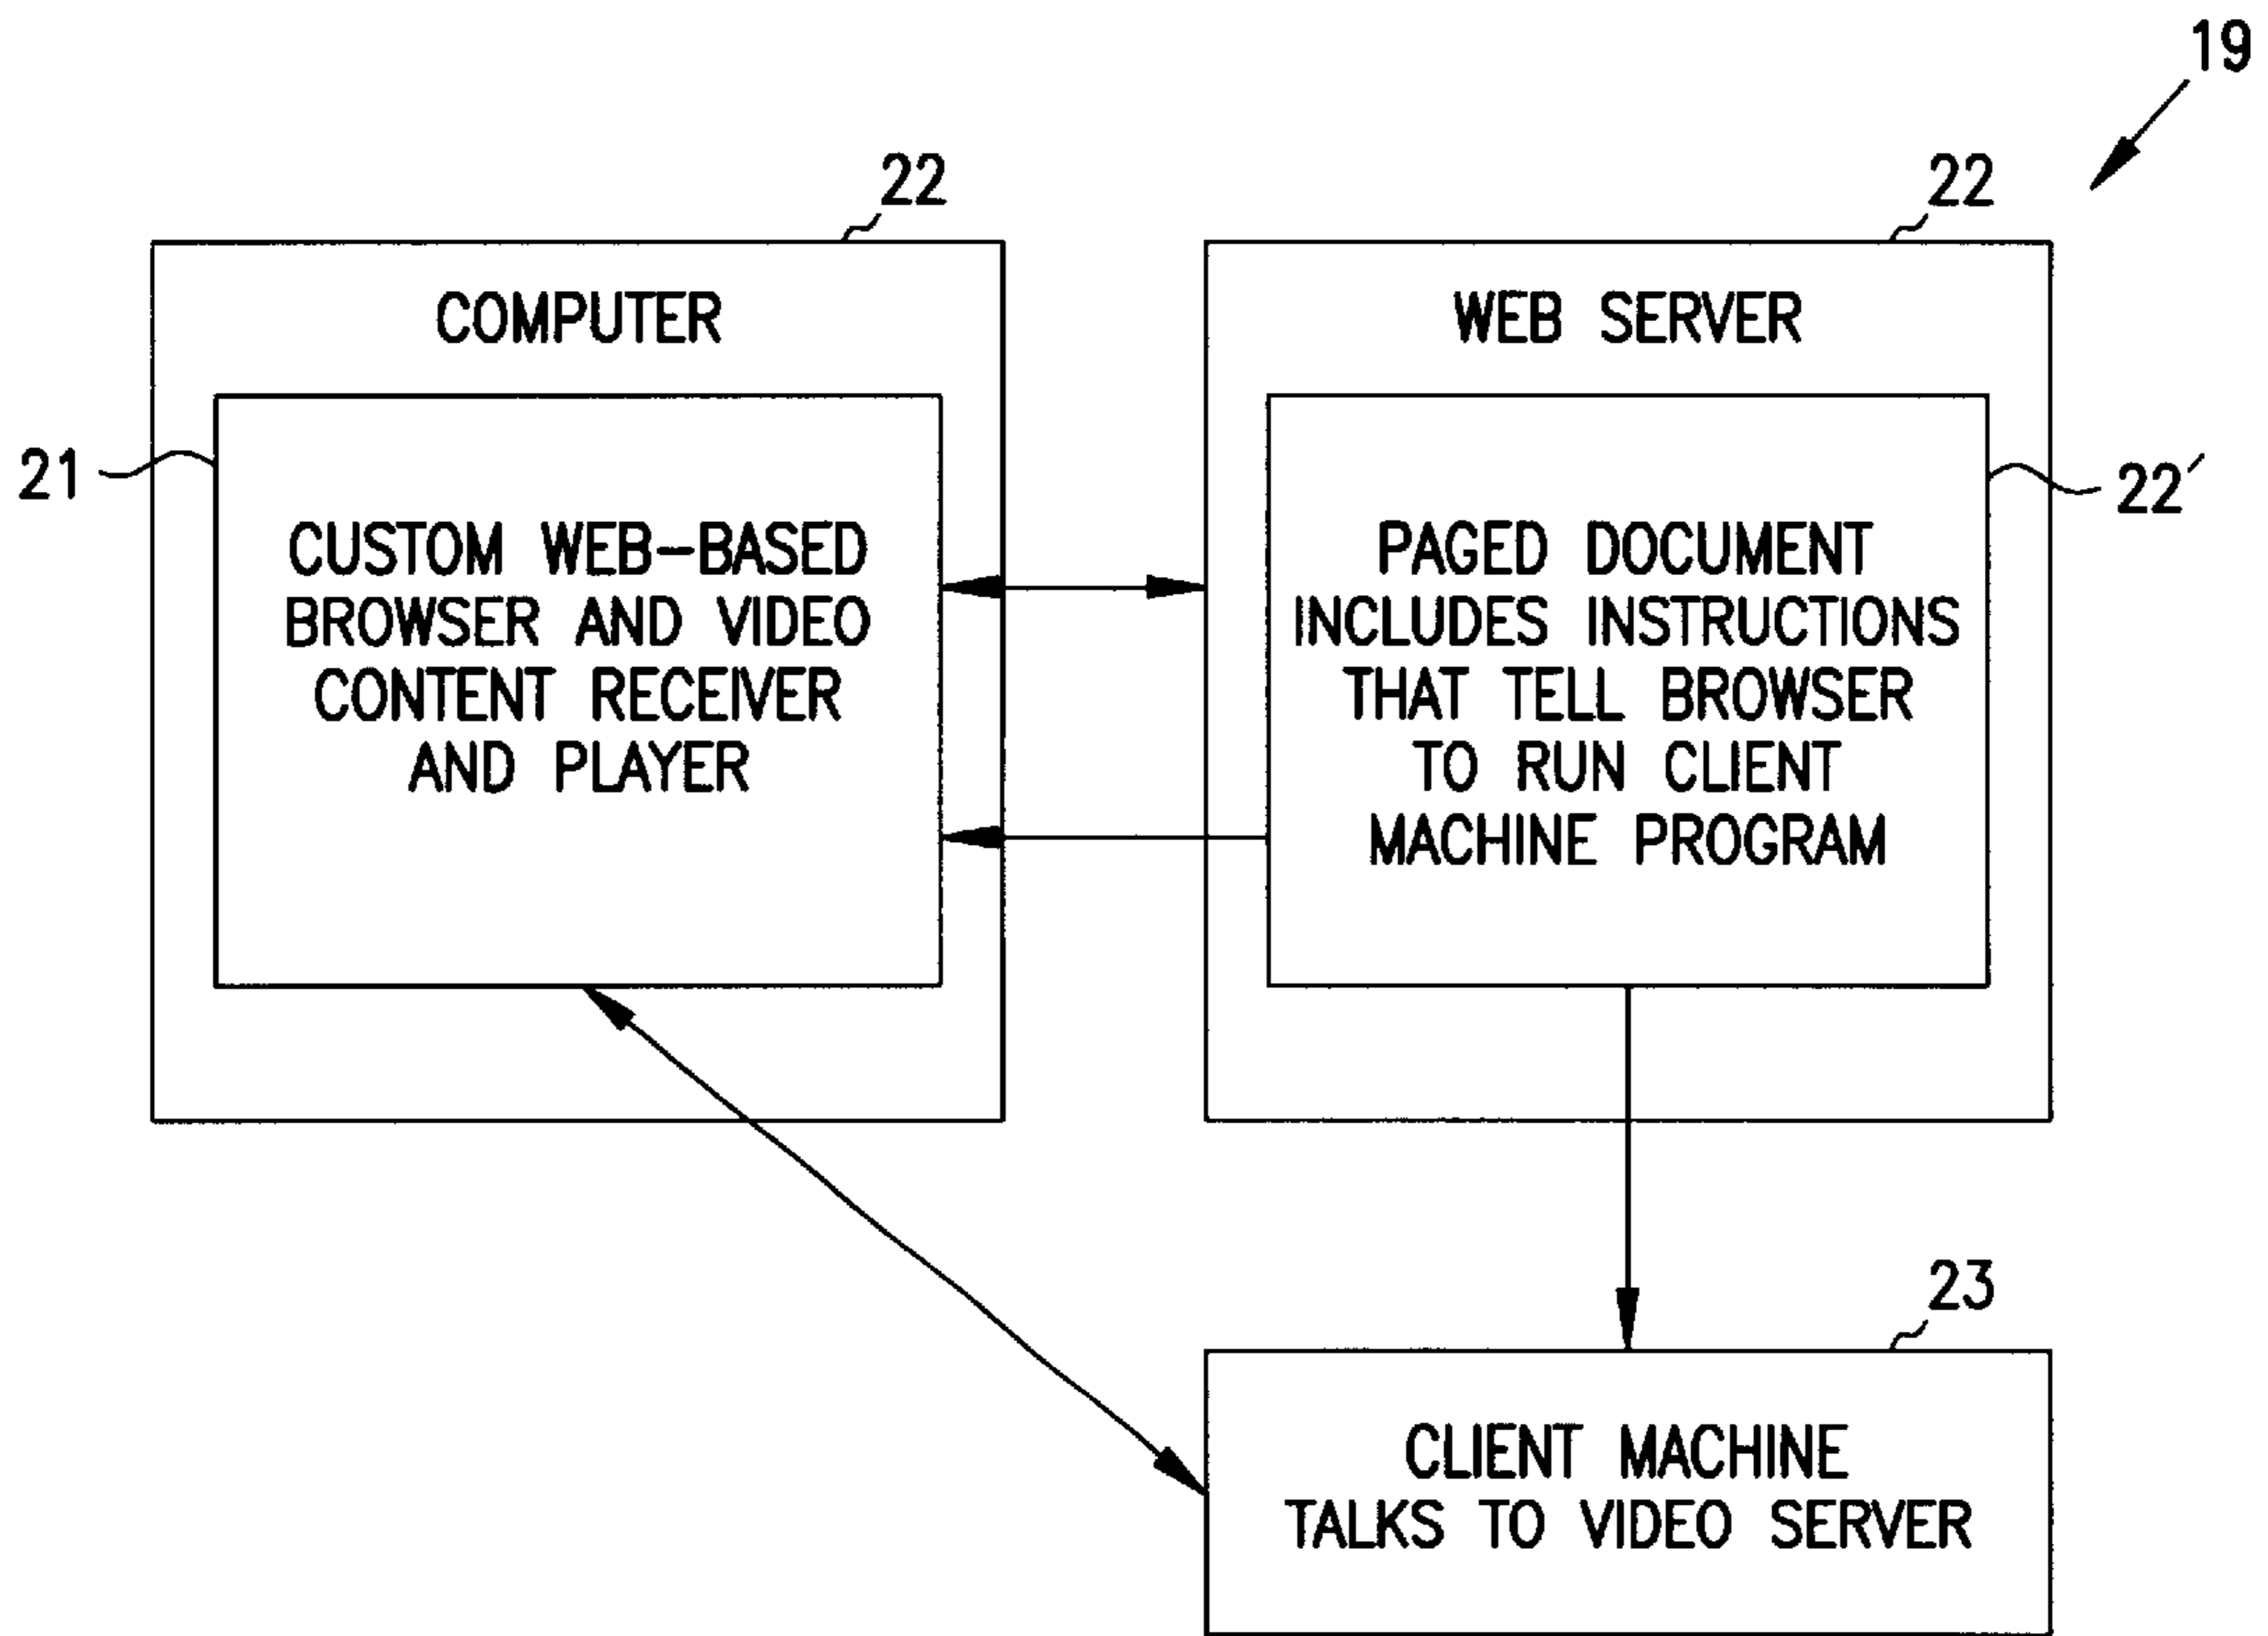 19
22
22
COMPUTER
WEB SERVER
21
22′
CUSTOM WEB-BASED
BROWSER AND VIDEO
CONTENT RECEIVER
AND PLAYER
PAGED DOCUMENT
INCLUDES INSTRUCTIONS
THAT TELL BROWSER
TO RUN CLIENT
MACHINE PROGRAM
23
CLIENT MACHINE
TALKS TO VIDEO SERVER